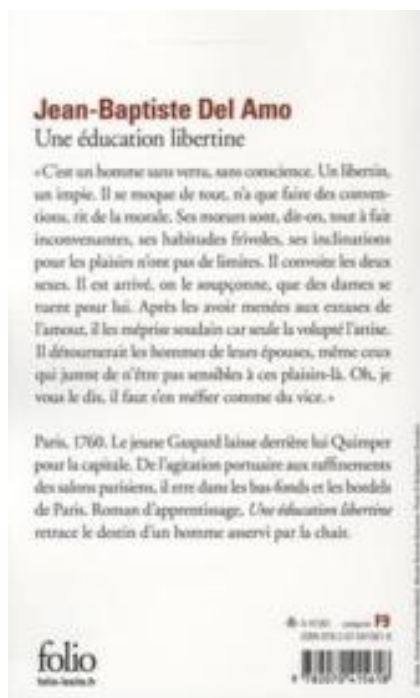 Jean-Baptiste Del Amo
Une éducation libertine
«C'est un homme sans vertu, sans conscience. Un libertin,
un impie. Il se moque de tout, n'a que faire des conven-
tions, rit de la morale. Ses mœurs sont, dit-on, tout à fait
inconvenantes, ses habitudes frivoles, ses inclinations
pour les plaisirs n'ont pas de limites. Il convoite les deux
sexes. Il est arrivé, on le soupçonne, que des dames se
tuent pour lui. Après les avoir menées aux extases de
l'amour, il les méprise soudain car seule la volupté l'attise.
Il détournerait les hommes de leurs épouses, même ceux
qui jurent de n'être pas sensibles à ces plaisirs-là. Oh, je
vous le dis, il faut s'en méfier comme du vice.»
Paris, 1760. Le jeune Gaspard laisse derrière lui Quimper
pour la capitale. De l'agitation portuaire aux raffinements
des salons parisiens, il erre dans les bas-fonds et les bordels
de Paris. Roman d'apprentissage, Une éducation libertine
retrace le destin d'un homme asservi par la chair.
catégorie F9
folio
folio-lesite.fr
9 782070 415618